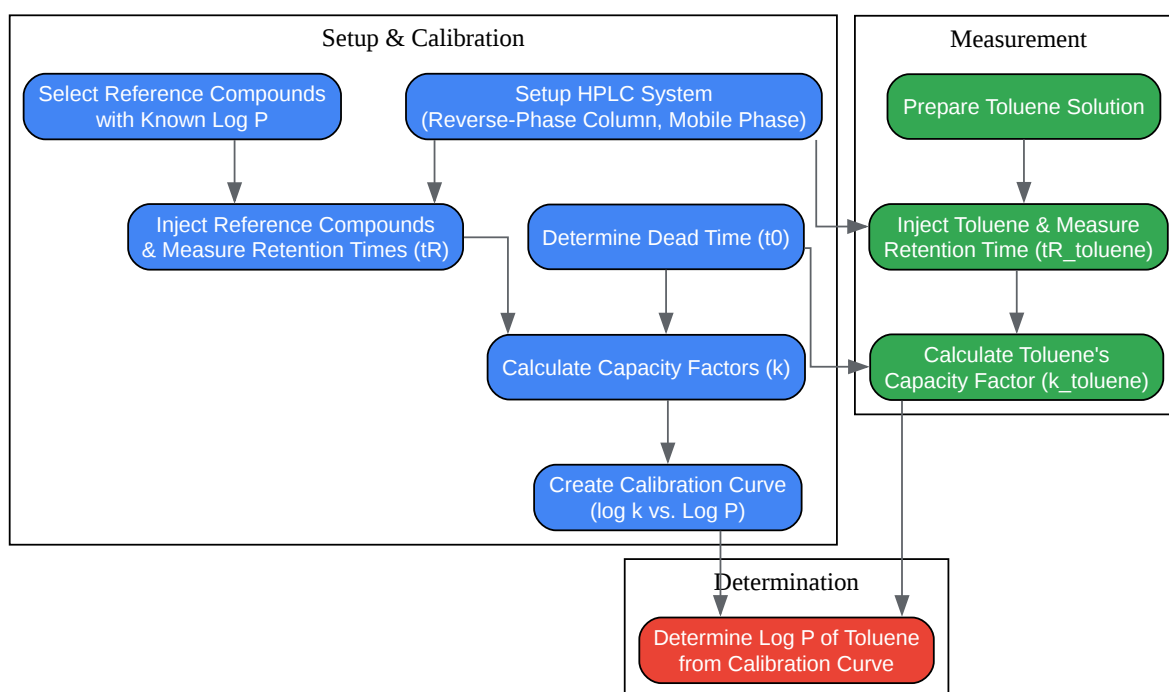 Setup & Calibration
Select Reference Compounds
with Known Log P
Setup HPLC System
(Reverse-Phase Column, Mobile Phase)
Inject Reference Compounds
& Measure Retention Times (tR)
Determine Dead Time (t0)
Calculate Capacity Factors (k)
Create Calibration Curve
(log k vs. Log P)
Measurement
Prepare Toluene Solution
Inject Toluene & Measure
Retention Time (tR_toluene)
Calculate Toluene's
Capacity Factor (k_toluene)
Determination
Determine Log P of Toluene
from Calibration Curve